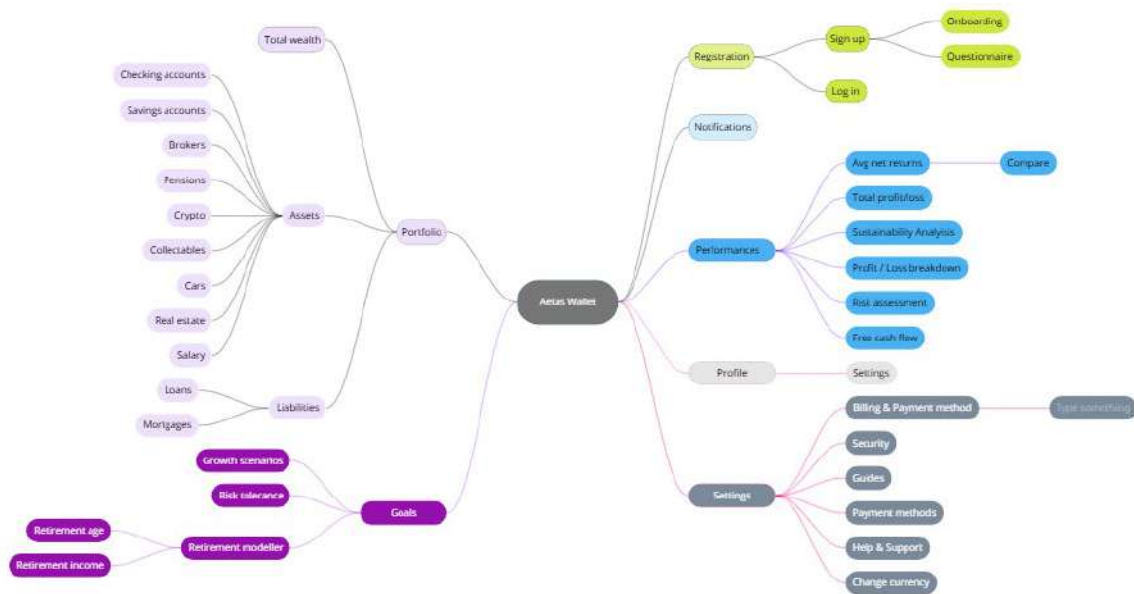 Total wealth
Checking accounts
Savings accounts
Brokers
Pensions
Crypto
Collectables
Cars
Real estate
Salary
Assets
Loans
Mortgages
Liabilities
Portfolio
Growth scenarios
Risk tolerance
Retirement age
Retirement income
Retirement modeller
Goals
Aetas Wallet
Registration
Sign up
Onboarding
Questionnaire
Log in
Notifications
Performances
Avg net returns
Compare
Total profit/loss
Sustainability Analyisis
Profit / Loss breakdown
Risk assessment
Free cash flow
Profile
Settings
Settings
Billing & Payment method
Type something
Security
Guides
Payment methods
Help & Support
Change currency